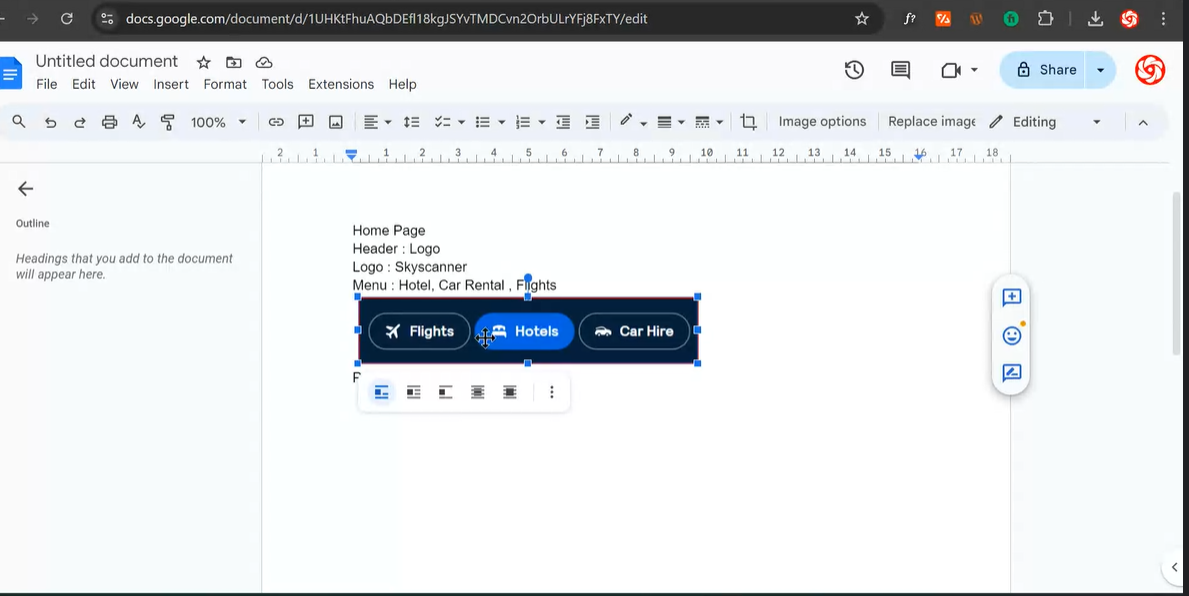 docs.google.com/document/d/1UHKtFhuAQbDEfl18kgJSYvTMDCvn2OrbULrYFj8FxTY/edit
Untitled document
File Edit View Insert Format Tools Extensions Help
Share
100%
Image options
Replace image
Editing
2 1 1 2 3 4 5 6 7 8 9 10 11 12 13 14 15 16 17 18
Outline
Headings that you add to the document
will appear here.
Home Page
Header : Logo
Logo : Skyscanner
Menu : Hotel, Car Rental , Flights
Flights Hotels Car Hire